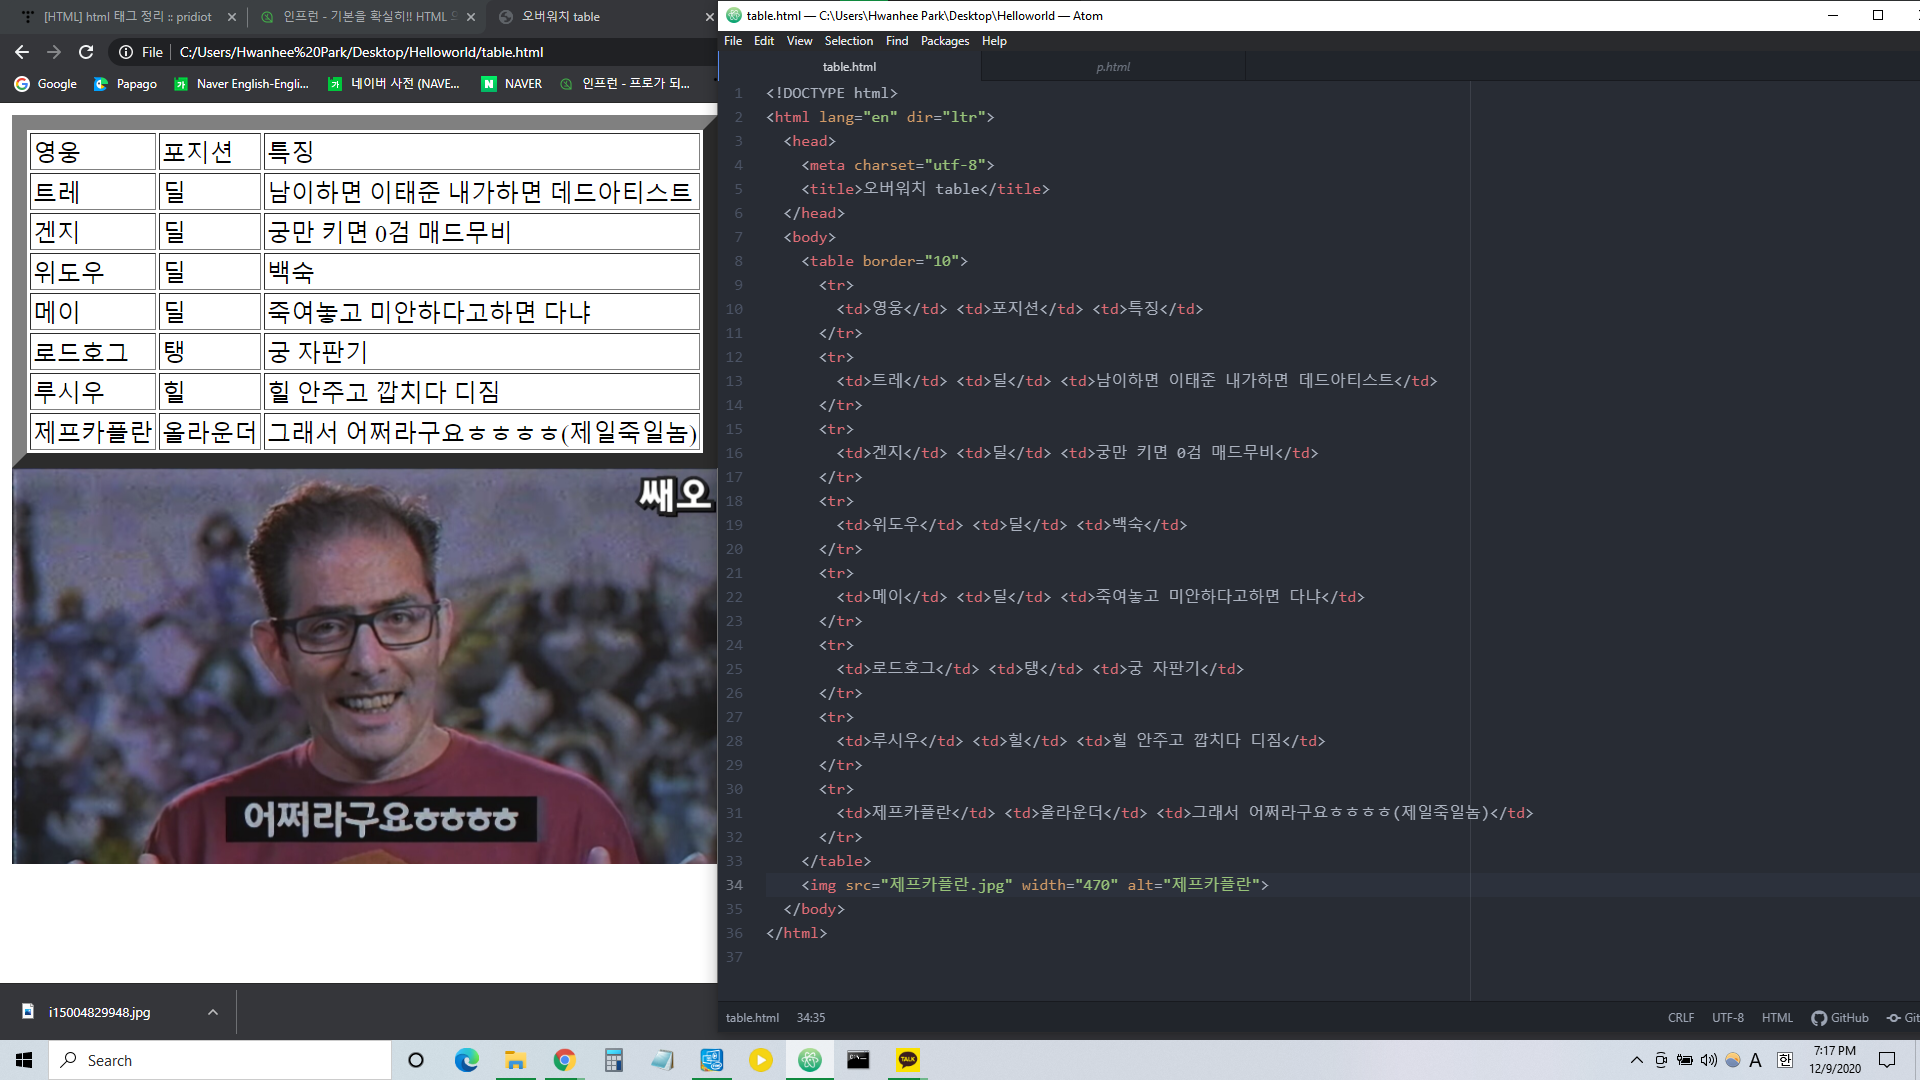 [HTML] html 태그 정리 :: pridiot
인프런 - 기본을 확실히!! HTML
오버워치 table
File C:/Users/Hwanhee%20Park/Desktop/Helloworld/table.html
Google Papago Naver English-Engli... 네이버 사전 (NAVE... NAVER 인프런 - 프로가 되...
영웅 포지션 특징
트레 딜 남이하면 이태준 내가하면 데드아티스트
겐지 딜 궁만 키면 0검 매드무비
위도우 딜 백숙
메이 딜 죽여놓고 미안하다고하면 다냐
로드호그 탱 궁 자판기
루시우 힐 힐 안주고 깝치다 디짐
제프카플란 올라운더 그래서 어쩌라구요ㅎㅎㅎㅎ(제일죽일놈)
쌔오
어쩌라구요ㅎㅎㅎㅎ
i15004829948.jpg
table.html — C:\Users\Hwanhee Park\Desktop\Helloworld — Atom
File Edit View Selection Find Packages Help
table.html p.html
1 <!DOCTYPE html>
2 <html lang="en" dir="ltr">
3 <head>
4 <meta charset="utf-8">
5 <title>오버워치 table</title>
6 </head>
7 <body>
8 <table border="10">
9 <tr>
10 <td>영웅</td> <td>포지션</td> <td>특징</td>
11 </tr>
12 <tr>
13 <td>트레</td> <td>딜</td> <td>남이하면 이태준 내가하면 데드아티스트</td>
14 </tr>
15 <tr>
16 <td>겐지</td> <td>딜</td> <td>궁만 키면 0검 매드무비</td>
17 </tr>
18 <tr>
19 <td>위도우</td> <td>딜</td> <td>백숙</td>
20 </tr>
21 <tr>
22 <td>메이</td> <td>딜</td> <td>죽여놓고 미안하다고하면 다냐</td>
23 </tr>
24 <tr>
25 <td>로드호그</td> <td>탱</td> <td>궁 자판기</td>
26 </tr>
27 <tr>
28 <td>루시우</td> <td>힐</td> <td>힐 안주고 깝치다 디짐</td>
29 </tr>
30 <tr>
31 <td>제프카플란</td> <td>올라운더</td> <td>그래서 어쩌라구요ㅎㅎㅎㅎ(제일죽일놈)</td>
32 </tr>
33 </table>
34 <img src="제프카플란.jpg" width="470" alt="제프카플란">
35 </body>
36 </html>
37
table.html 34:35 CRLF UTF-8 HTML GitHub Git
Search
TALK
A 한 7:17 PM
12/9/2020